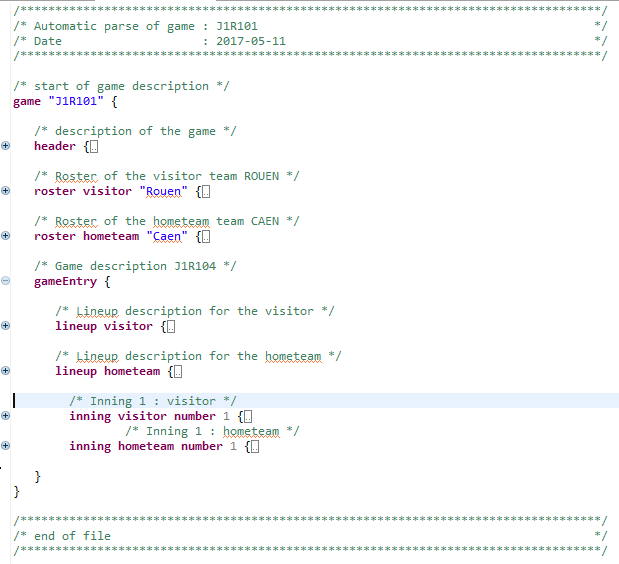 /***********************************************************************************/
/* Automatic parse of game : J1R101                                                */
/* Date                    : 2017-05-11                                                */
/***********************************************************************************/
/* start of game description */
game "J1R101" {
/* description of the game */
header {..
/* Roster of the visitor team ROUEN */
roster visitor "Rouen" {..
/* Roster of the hometeam team CAEN */
roster hometeam "Caen" {..
/* Game description J1R104 */
gameEntry {
/* Lineup description for the visitor */
lineup visitor {..
/* Lineup description for the hometeam */
lineup hometeam {..
/* Inning 1 : visitor */
inning visitor number 1 {..
/* Inning 1 : hometeam */
inning hometeam number 1 {..
}
}
/***********************************************************************************/
/* end of file                                                                     */
/***********************************************************************************/